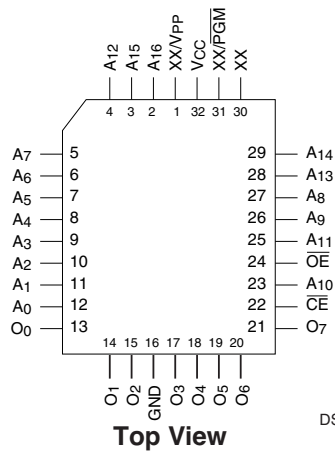 A12 A15 A16 XX/VPP VCC XX/P̅G̅M̅ XX
4 3 2 1 32 31 30
A7 5 29 A14
A6 6 28 A13
A5 7 27 A8
A4 8 26 A9
A3 9 25 A11
A2 10 24 O̅E̅
A1 11 23 A10
A0 12 22 C̅E̅
O0 13 21 O7
14 15 16 17 18 19 20
O1 O2 GND O3 O4 O5 O6
DS
Top View